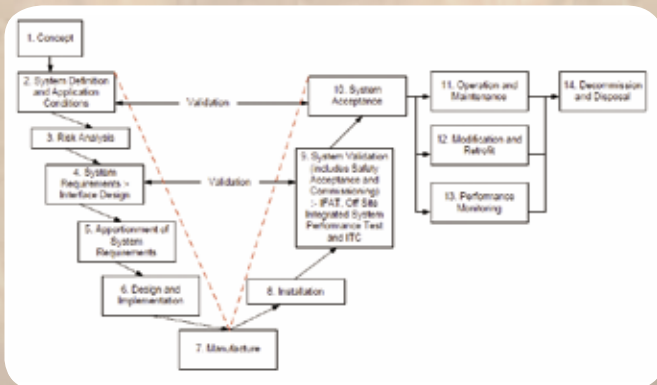 1. Concept
2. System Definition
and Application
Conditions
3. Risk Analysis
4. System
Requirements :-
Interface Design
5. Apportionment of
System
Requirements
6. Design and
Implementation
7. Manufacture
8. Installation
9. System Validation
(includes Safety
Acceptance and
Commissioning)
:- IFAT, Off Site
Integrated System
Performance Test
and ITC
10. System
Acceptance
Validation
Validation
11. Operation and
Maintenance
12. Modification and
Retrofit
13. Performance
Monitoring
14. Decommission
and Disposal